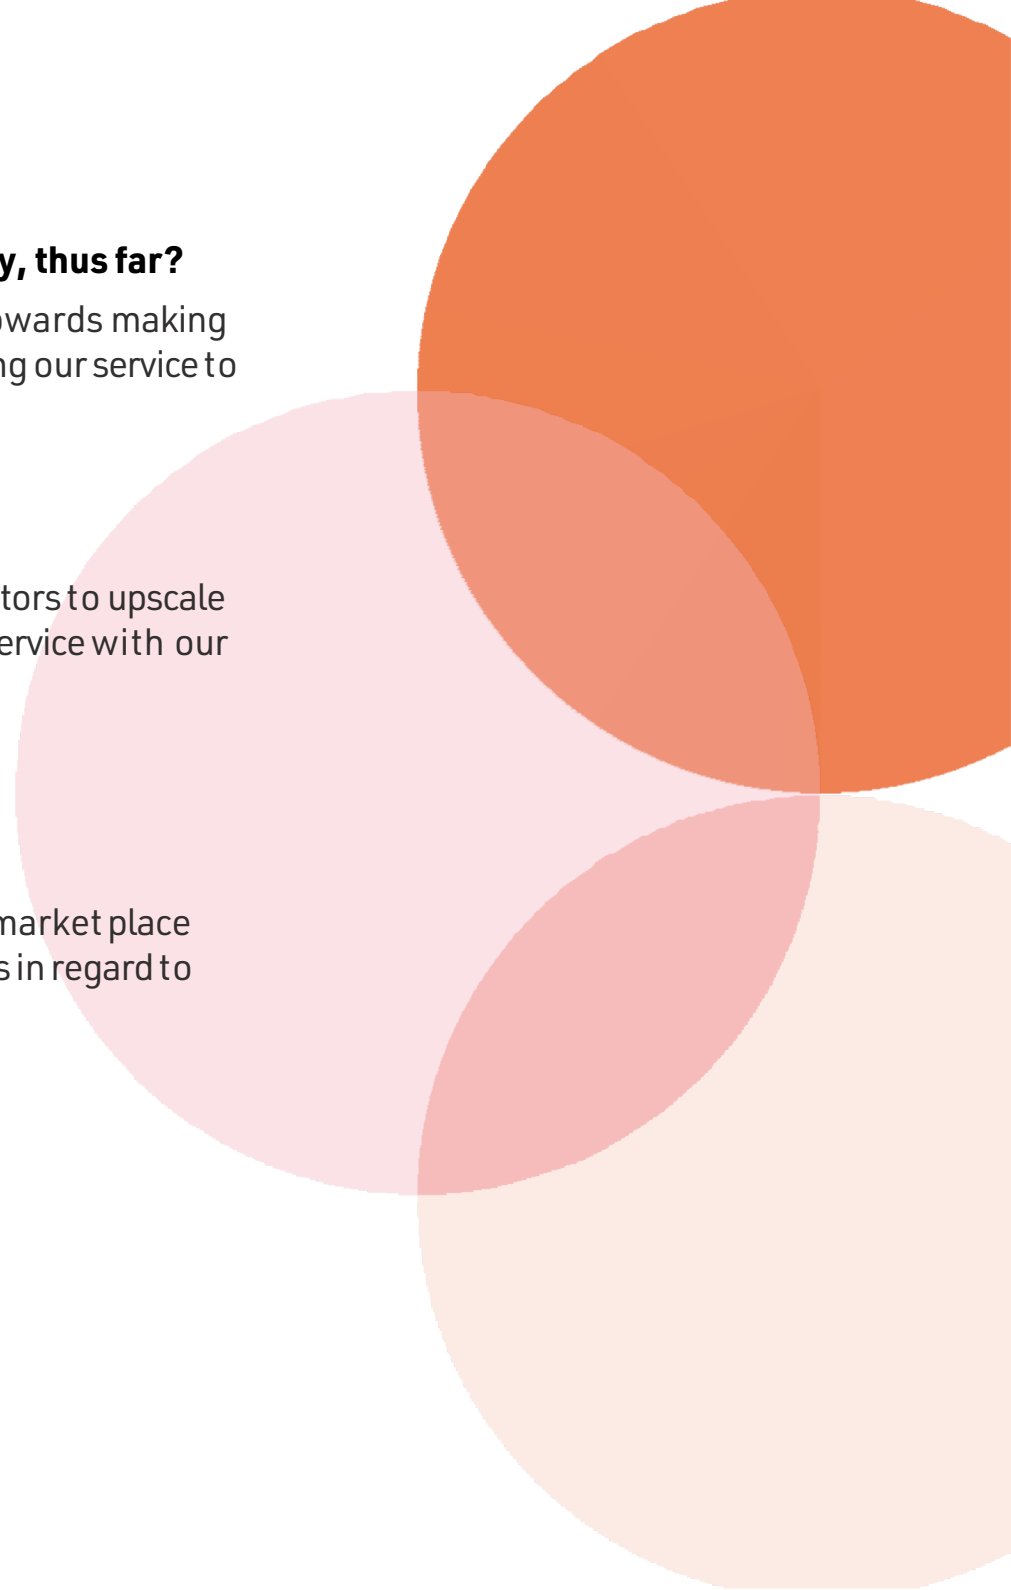 y, thus far?
owards making
ng our service to
tors to upscale
ervice with our
market place
s in regard to